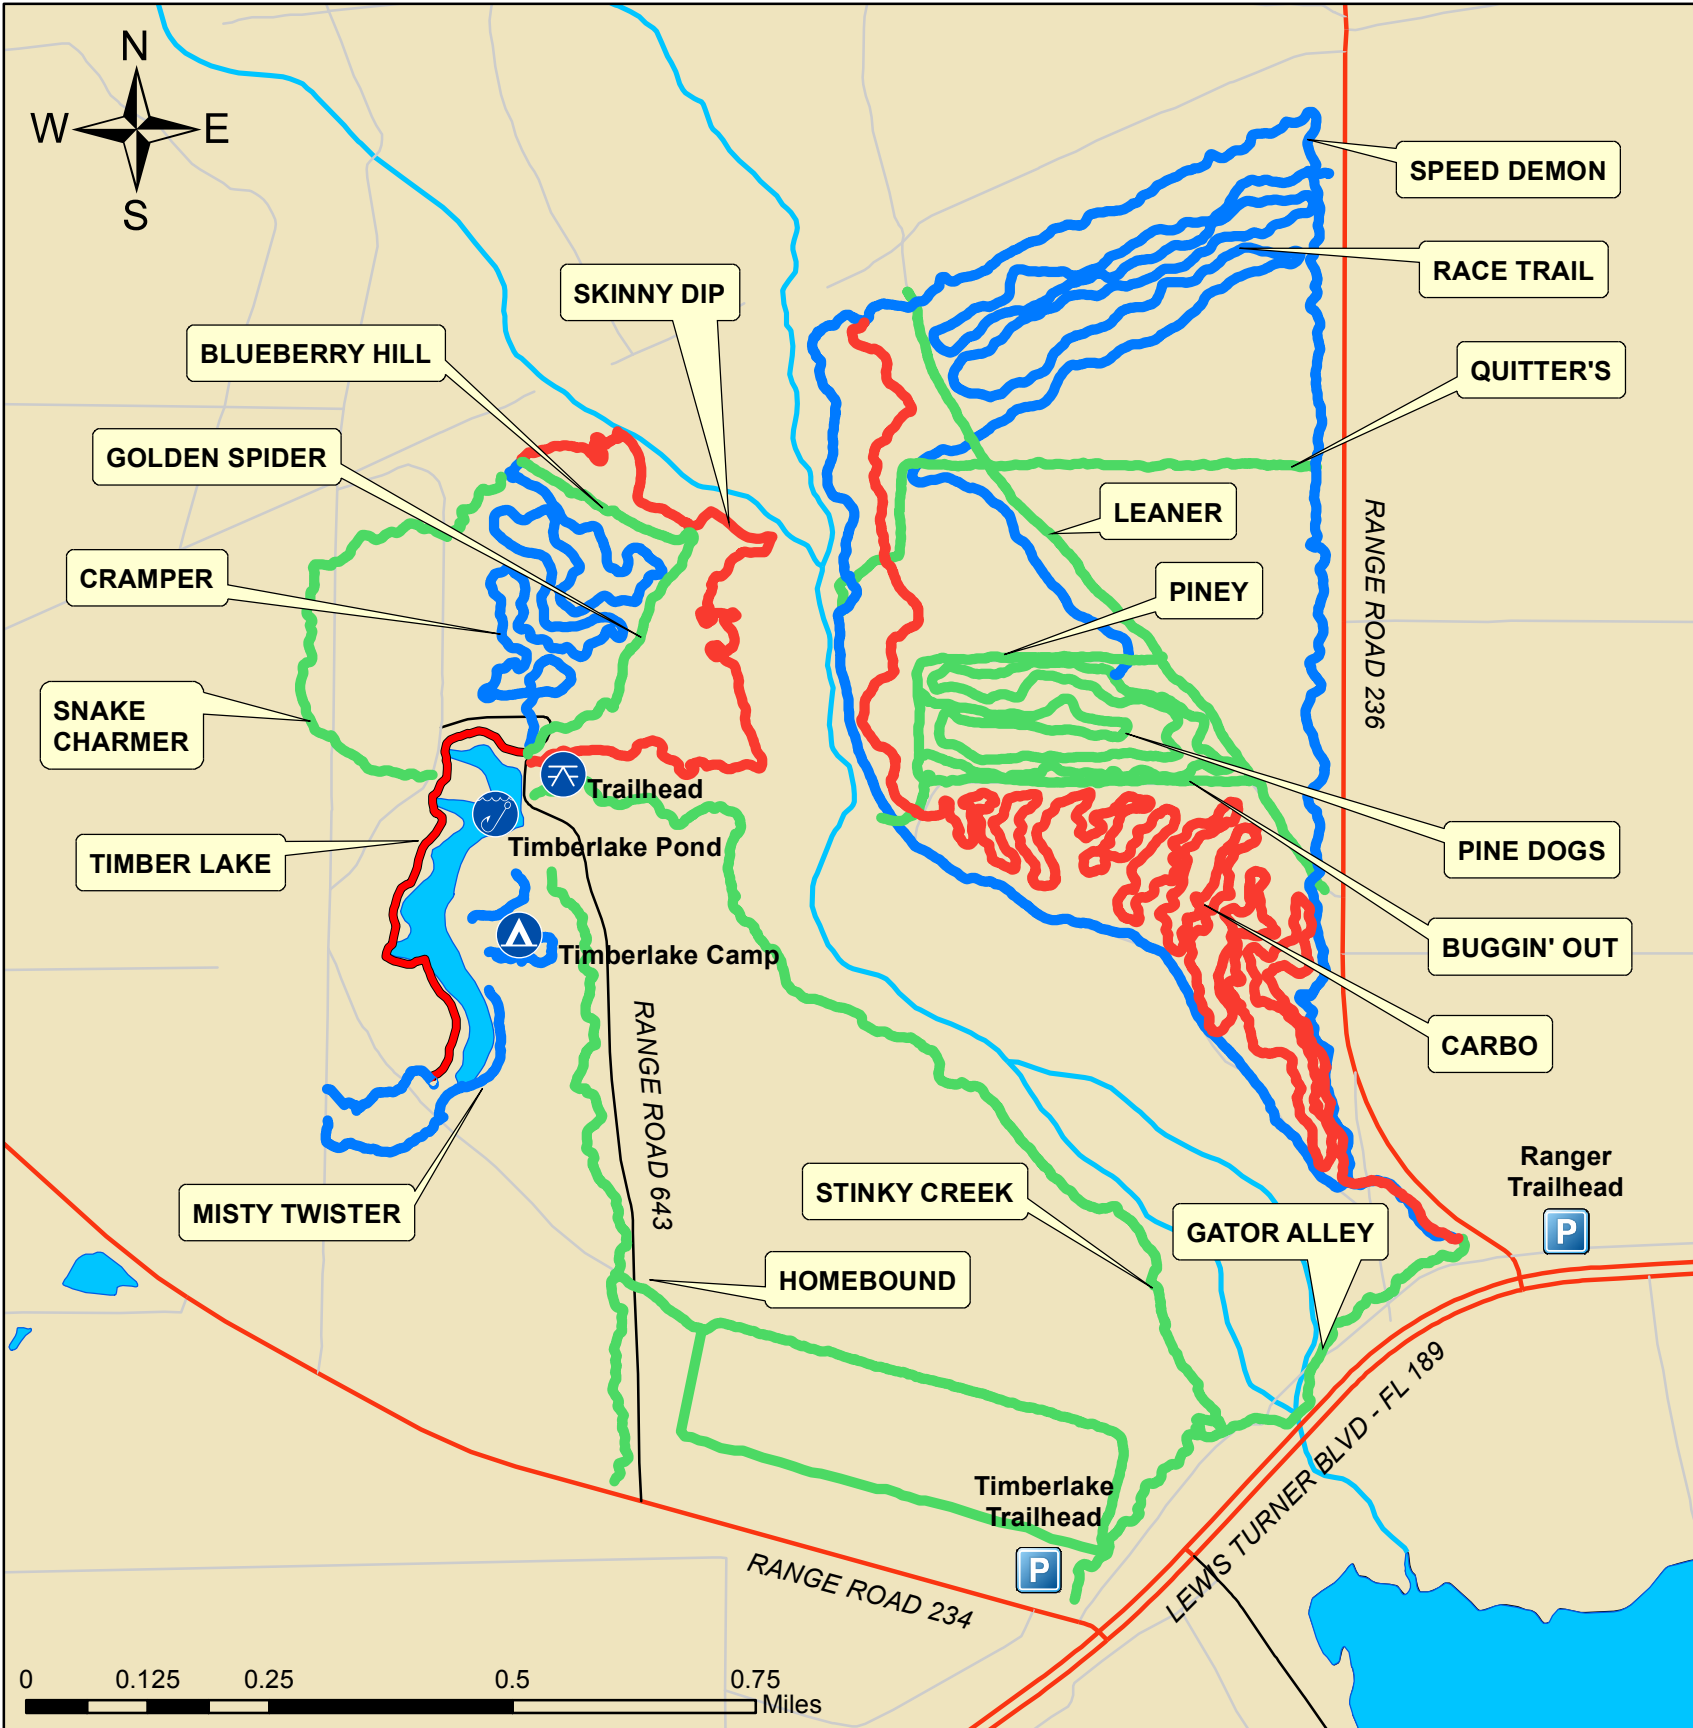 N
W E
S
SPEED DEMON
RACE TRAIL
SKINNY DIP
BLUEBERRY HILL
QUITTER'S
GOLDEN SPIDER
LEANER
CRAMPER
PINEY
RANGE ROAD 236
SNAKE
CHARMER
Trailhead
Timberlake Pond
TIMBER LAKE
PINE DOGS
BUGGIN' OUT
Timberlake Camp
CARBO
RANGE ROAD 643
Ranger
Trailhead
P
STINKY CREEK
MISTY TWISTER
GATOR ALLEY
HOMEBOUND
LEWIS TURNER BLVD - FL 189
Timberlake
Trailhead
P
RANGE ROAD 234
0 0.125 0.25 0.5 0.75
Miles